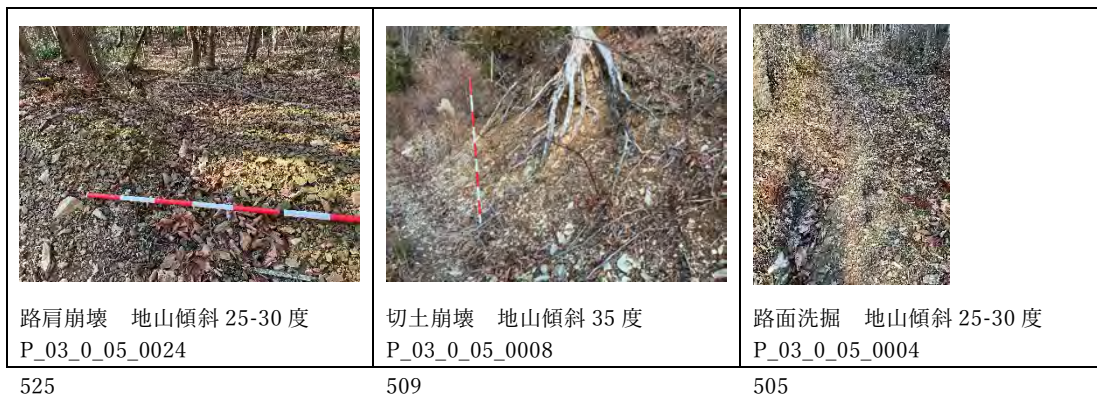 路肩崩壊　地山傾斜 25-30 度
P_03_0_05_0024
525
切土崩壊　地山傾斜 35 度
P_03_0_05_0008
509
路面洗掘　地山傾斜 25-30 度
P_03_0_05_0004
505